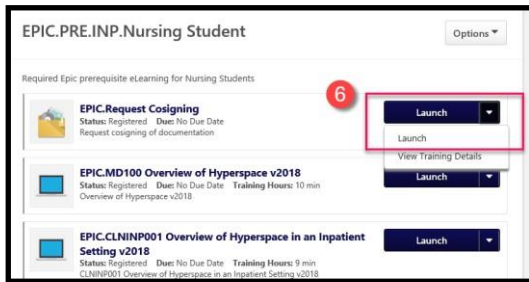 EPIC.PRE.INP.Nursing Student
Options
Required Epic prerequisite eLearning for Nursing Students
6
EPIC.Request Cosigning
Launch
Status: Registered Due: No Due Date
Request cosigning of documentation
Launch
View Training Details
EPIC.MD100 Overview of Hyperspace v2018
Launch
Status: Registered Due: No Due Date Training Hours: 10 min
Overview of Hyperspace v2018
EPIC.CLNINP001 Overview of Hyperspace in an Inpatient
Setting v2018
Launch
Status: Registered Due: No Due Date Training Hours: 9 min
CLNINP001 Overview of Hyperspace in an Inpatient Setting v2018